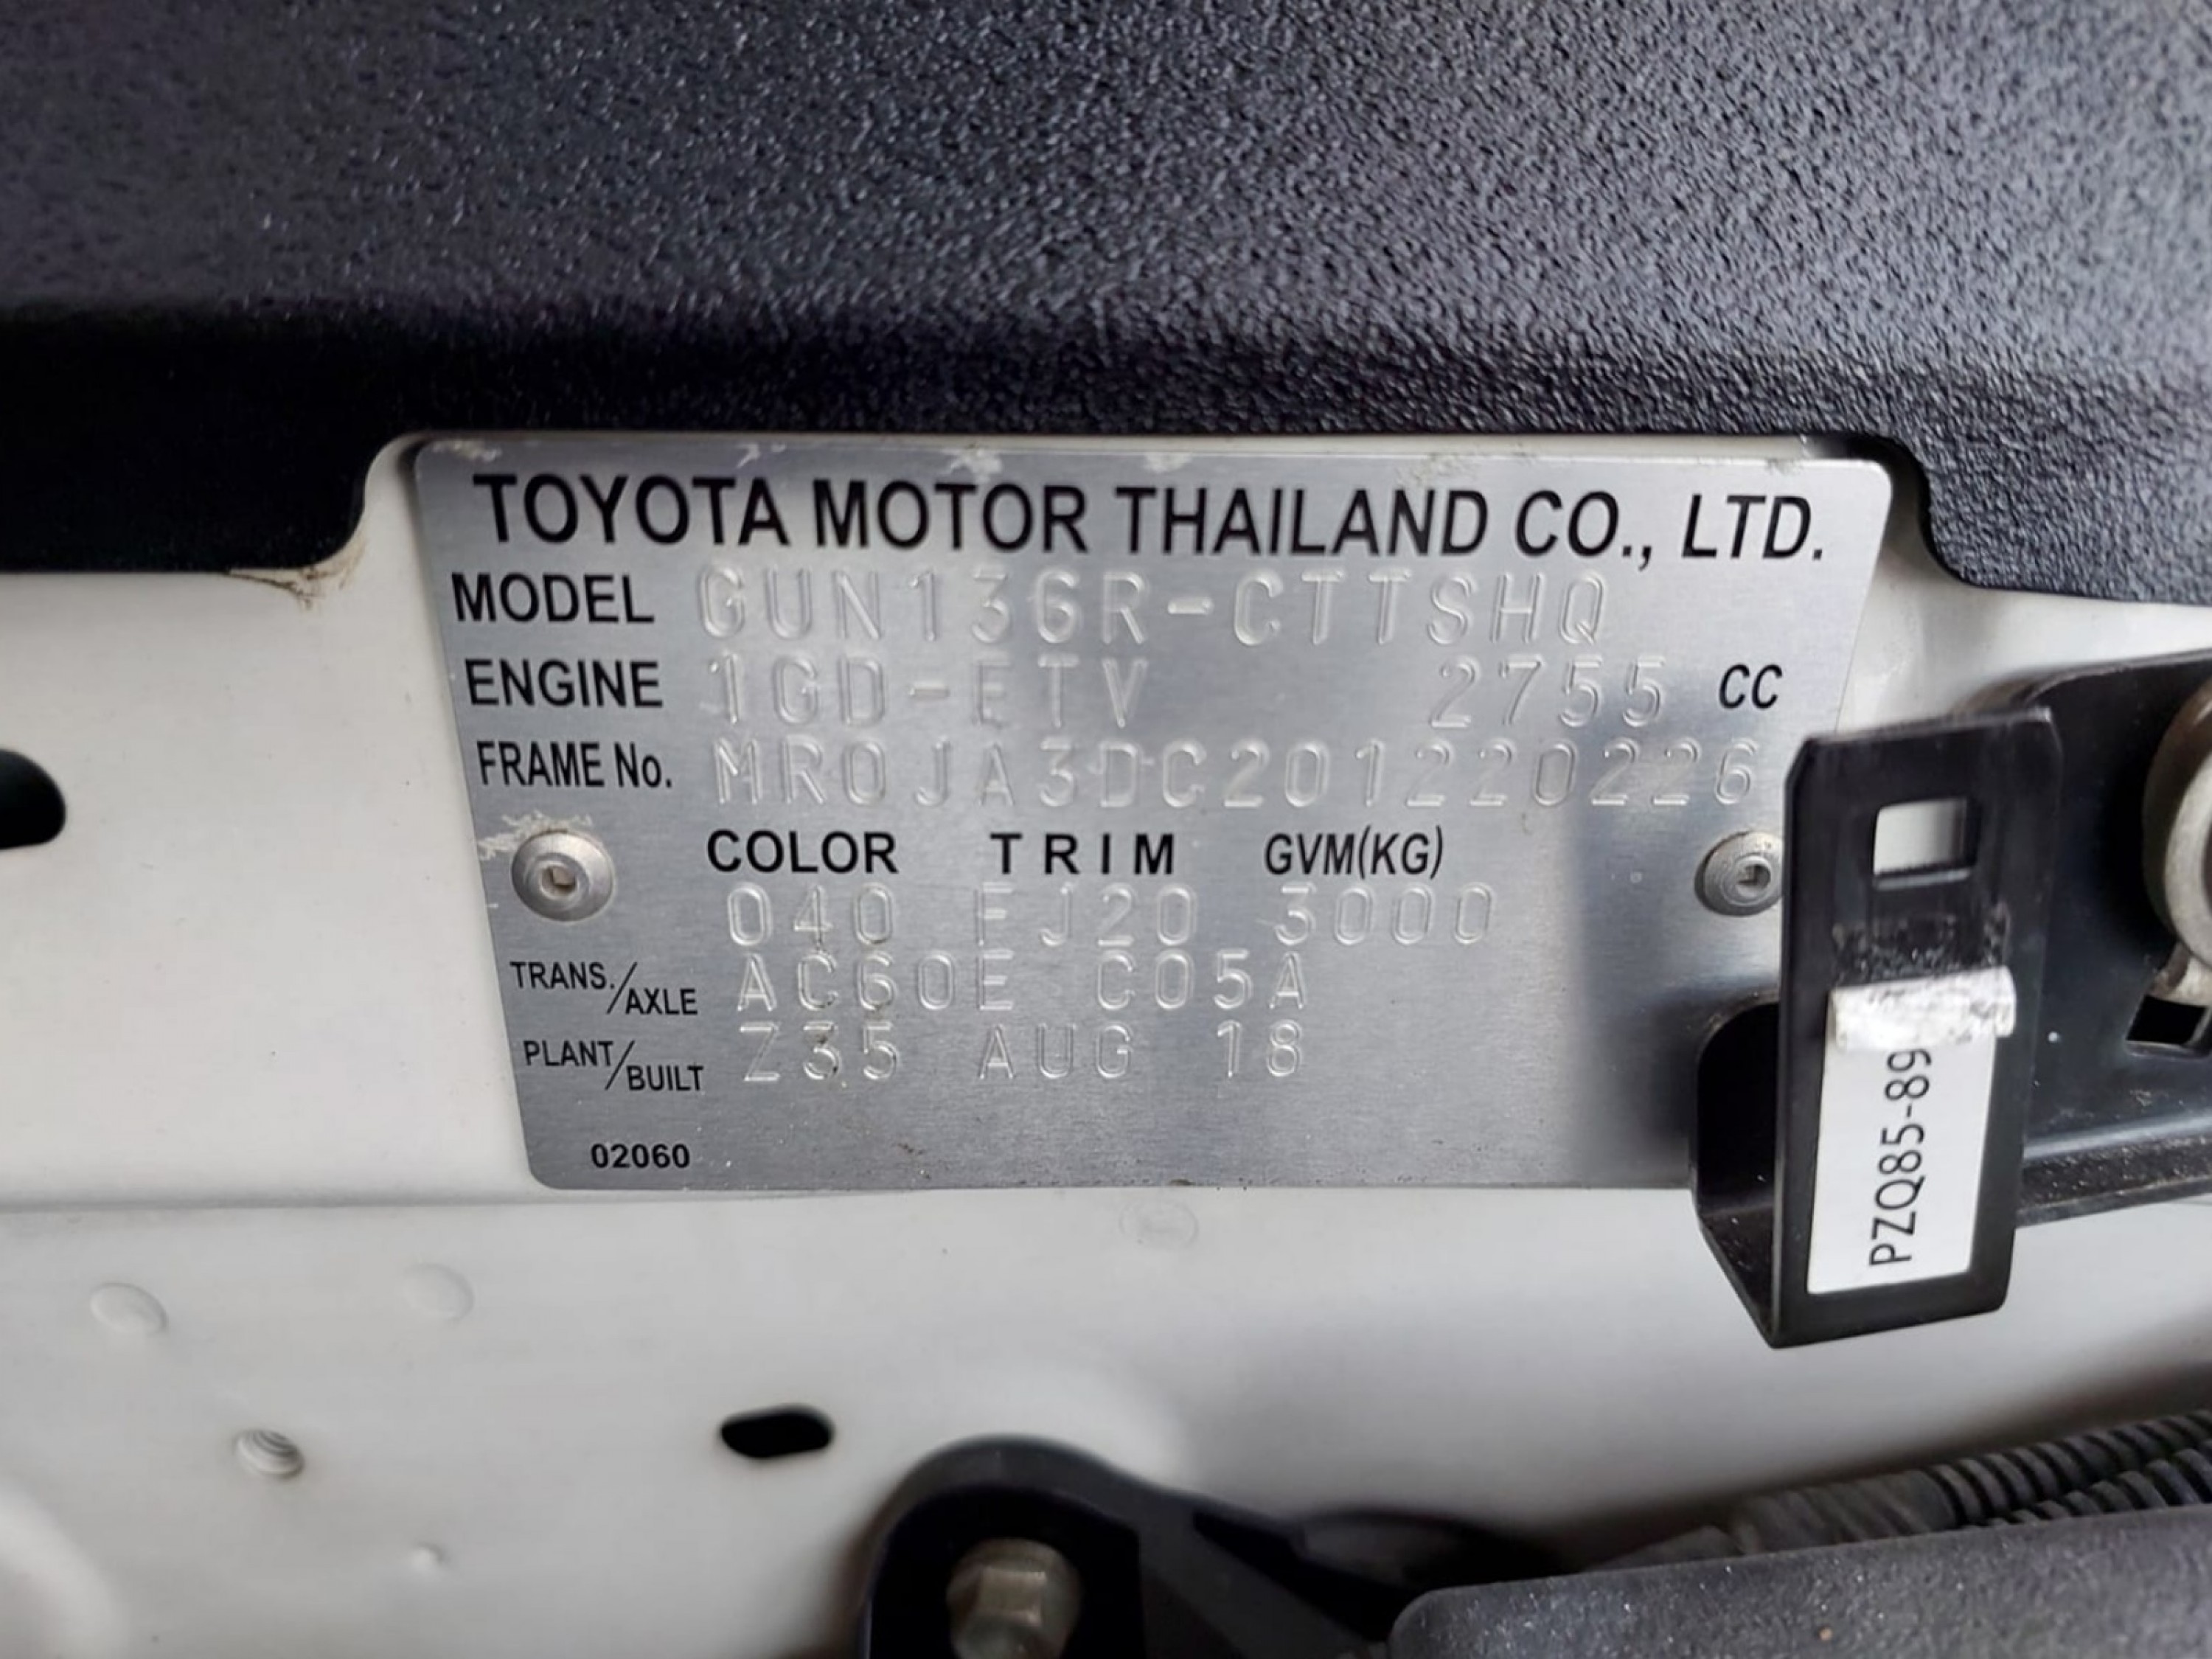 TOYOTA MOTOR THAILAND CO., LTD.
MODEL GUN136R-CTTSHQ
ENGINE 1GD-FTV 2755 CC
FRAME No. MR0JA3DC201220226
COLOR TRIM GVM(KG)
040 FJ20 3000
TRANS./AXLE AC60E C05A
PLANT/BUILT Z35 AUG 18
02060
PZQ85-89